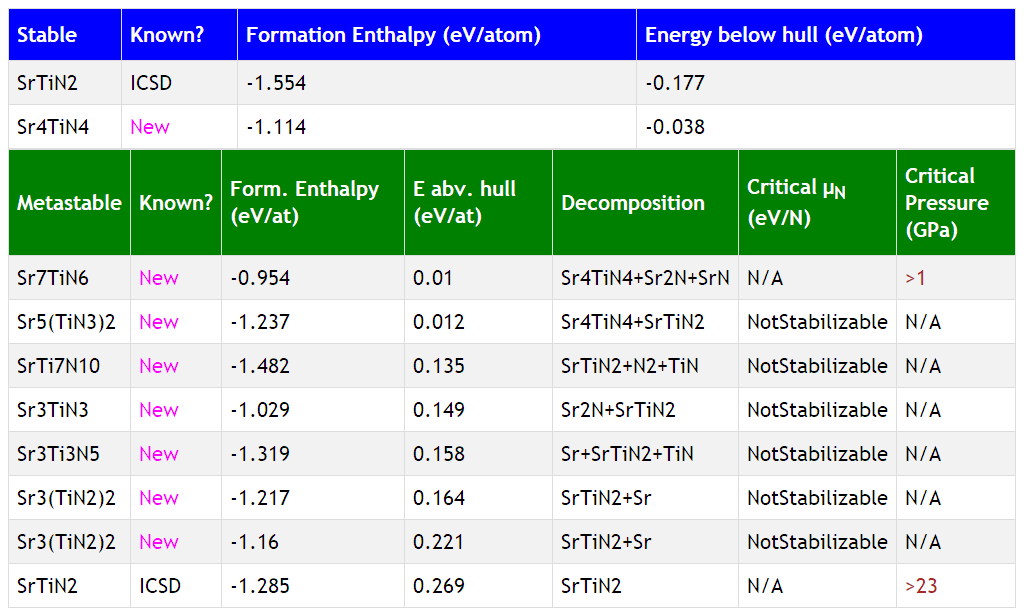 Stable Known? Formation Enthalpy (eV/atom) Energy below hull (eV/atom)
SrTiN2 ICSD -1.554 -0.177
Sr4TiN4 New -1.114 -0.038
Metastable Known? Form. Enthalpy (eV/at) E abv. hull (eV/at) Decomposition Critical μN (eV/N) Critical Pressure (GPa)
Sr7TiN6 New -0.954 0.01 Sr4TiN4+Sr2N+SrN N/A >1
Sr5(TiN3)2 New -1.237 0.012 Sr4TiN4+SrTiN2 NotStabilizable N/A
SrTi7N10 New -1.482 0.135 SrTiN2+N2+TiN NotStabilizable N/A
Sr3TiN3 New -1.029 0.149 Sr2N+SrTiN2 NotStabilizable N/A
Sr3Ti3N5 New -1.319 0.158 Sr+SrTiN2+TiN NotStabilizable N/A
Sr3(TiN2)2 New -1.217 0.164 SrTiN2+Sr NotStabilizable N/A
Sr3(TiN2)2 New -1.16 0.221 SrTiN2+Sr NotStabilizable N/A
SrTiN2 ICSD -1.285 0.269 SrTiN2 N/A >23